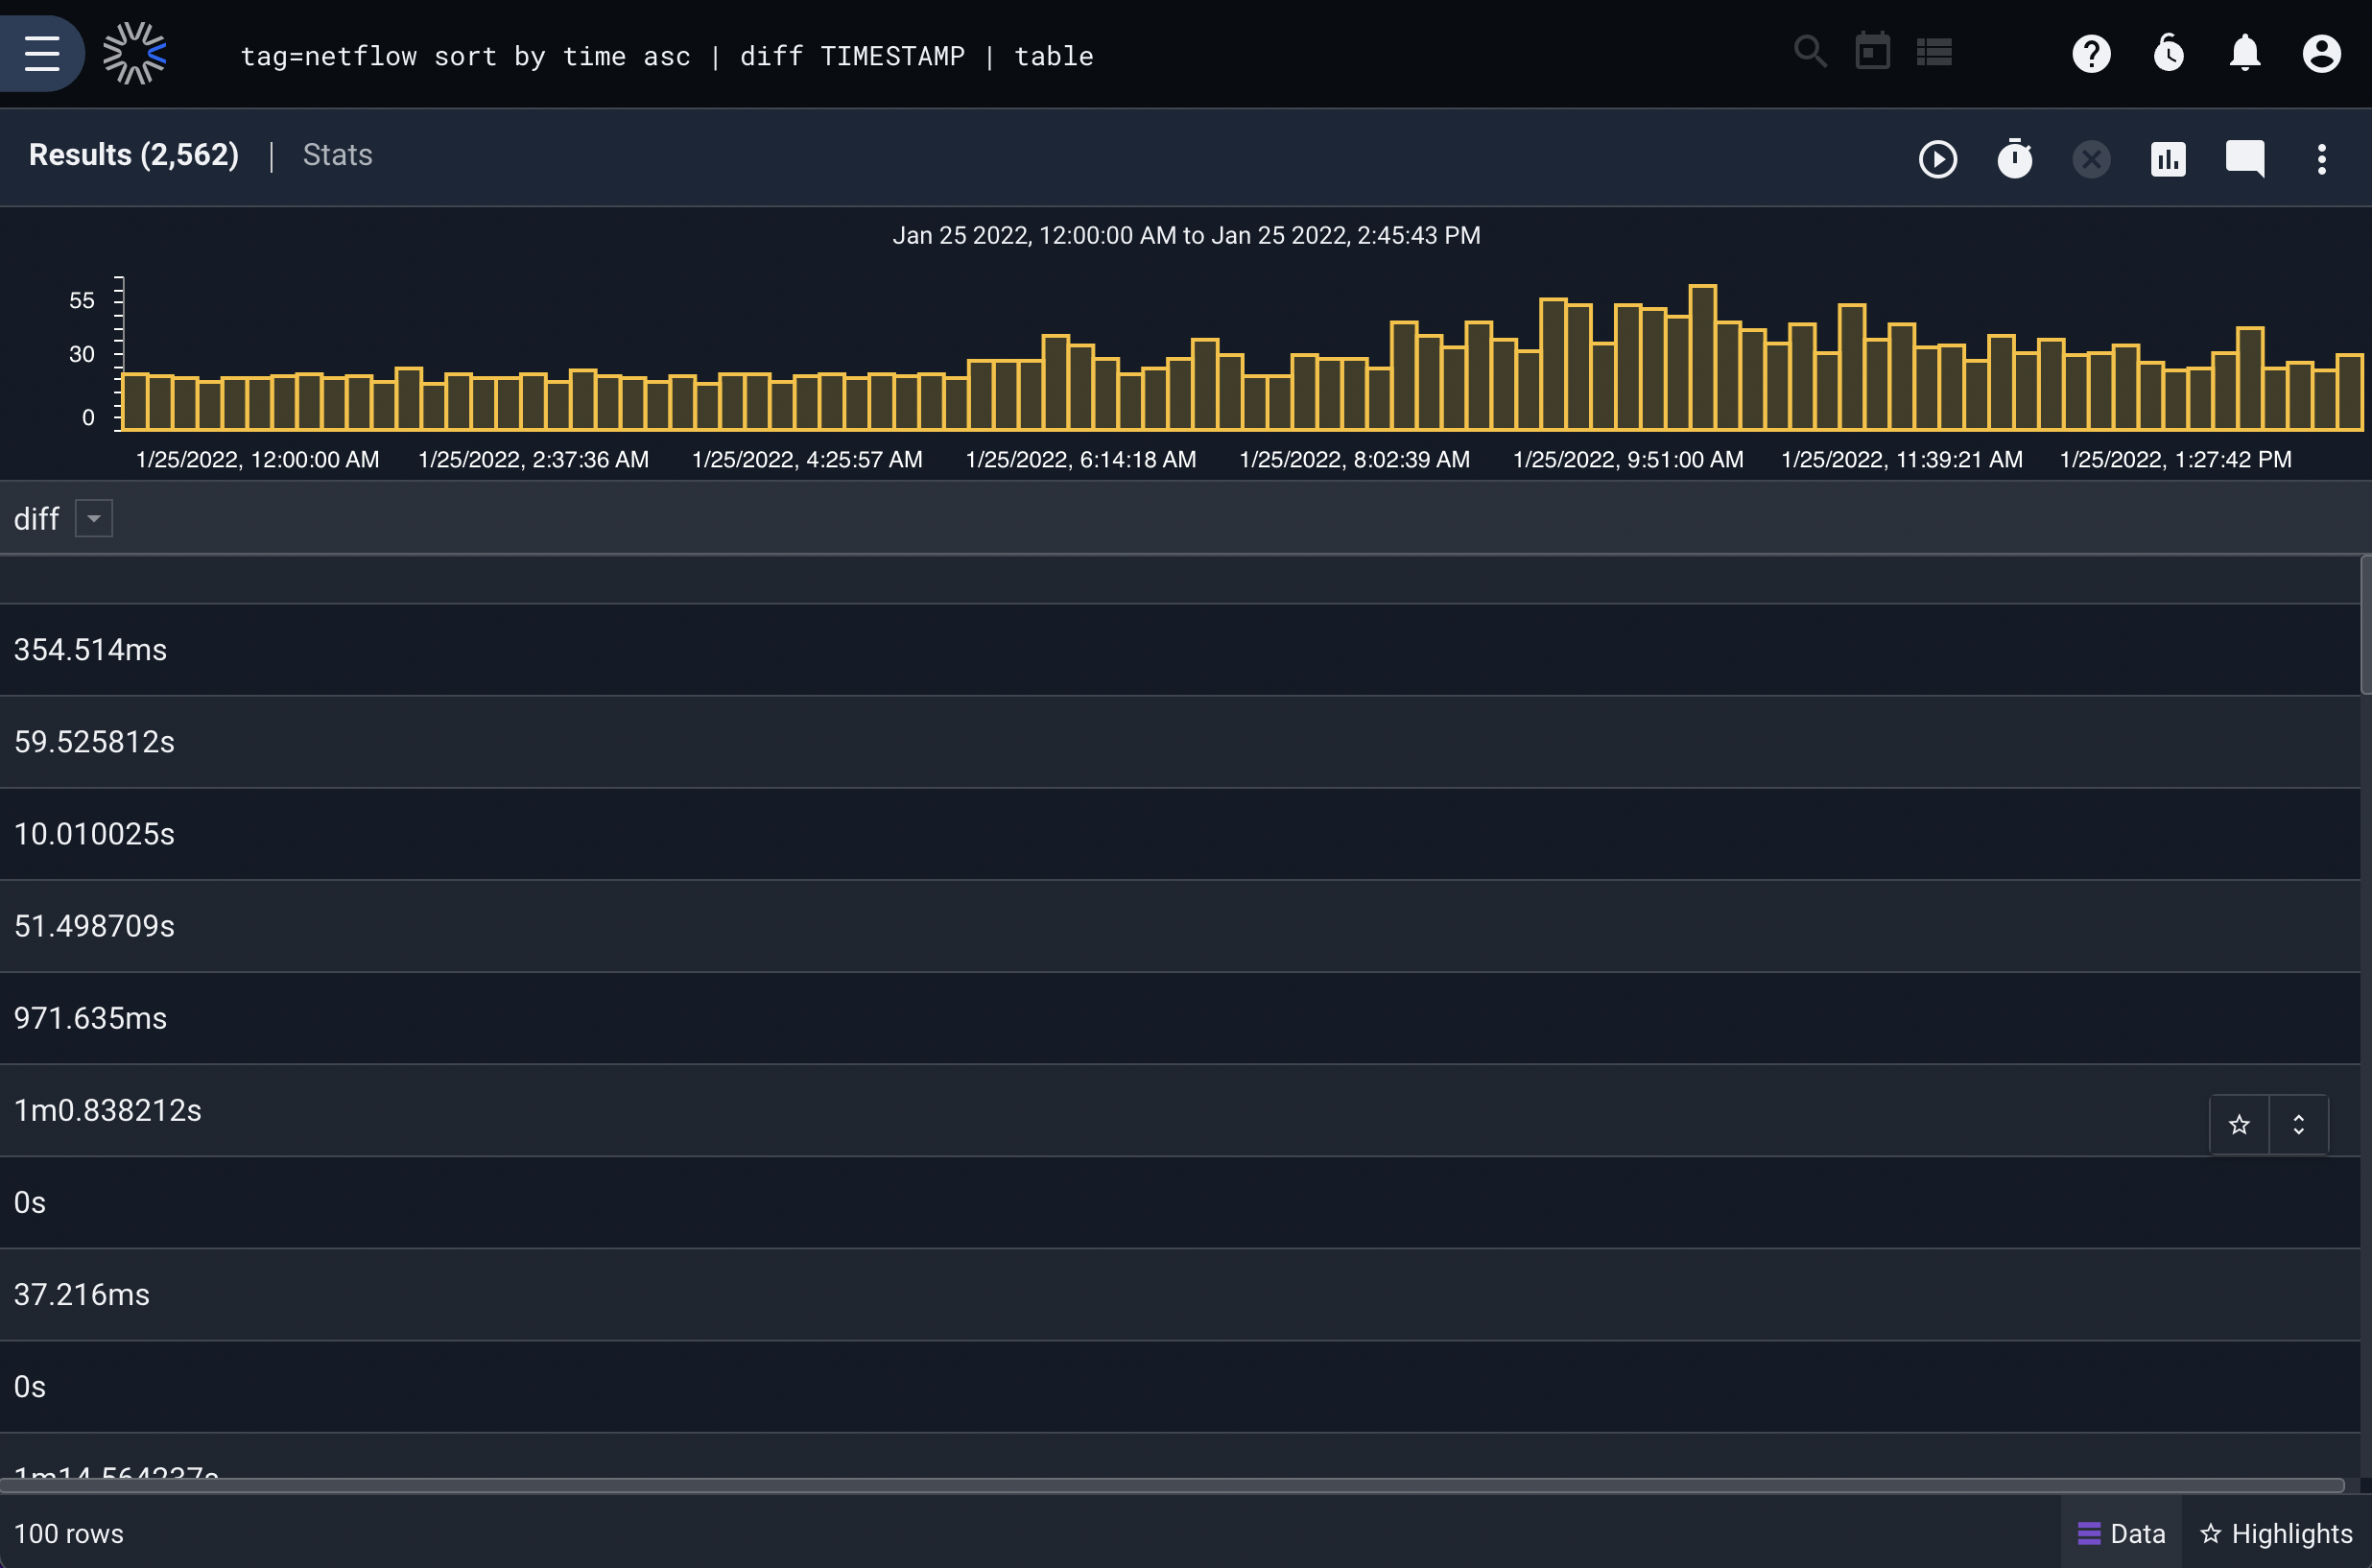 tag=netflow sort by time asc | diff TIMESTAMP | table
Results (2,562) | Stats
Jan 25 2022, 12:00:00 AM to Jan 25 2022, 2:45:43 PM
55
30
0
1/25/2022, 12:00:00 AM 1/25/2022, 2:37:36 AM 1/25/2022, 4:25:57 AM 1/25/2022, 6:14:18 AM 1/25/2022, 8:02:39 AM 1/25/2022, 9:51:00 AM 1/25/2022, 11:39:21 AM 1/25/2022, 1:27:42 PM
diff
354.514ms
59.525812s
10.010025s
51.498709s
971.635ms
1m0.838212s
0s
37.216ms
0s
1m14.564237s
100 rows Data Highlights